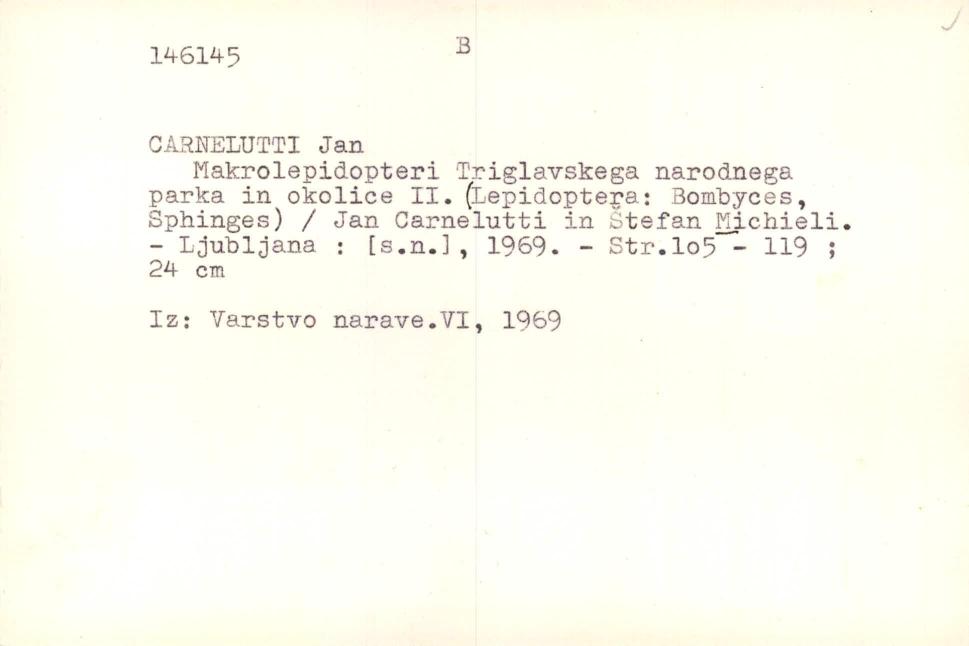 146145 B
CARNELUTTI Jan
Makrolepidopteri Triglavskega narodnega
parka in okolice II. (Lepidoptera: Bombyces,
Sphinges) / Jan Carnelutti in Štefan Michieli.
- Ljubljana : [s.n.], 1969. - Str.lo5 - 119 ;
24 cm
Iz: Varstvo narave.VI, 1969